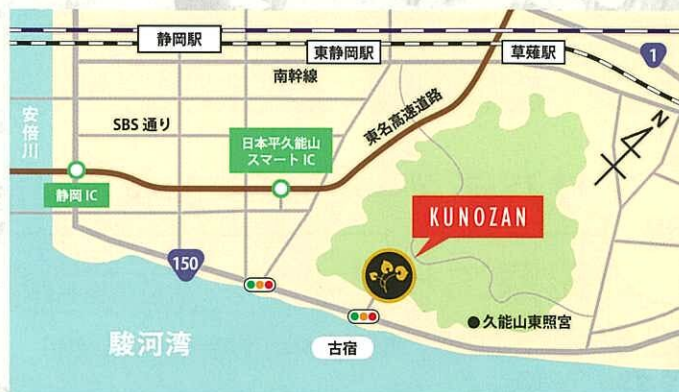 静岡駅
東静岡駅
草薙駅
1
南幹線
安倍川
SBS 通り
日本平久能山
スマート IC
東名高速道路
N
静岡 IC
KUNOZAN
150
久能山東照宮
駿河湾
古宿